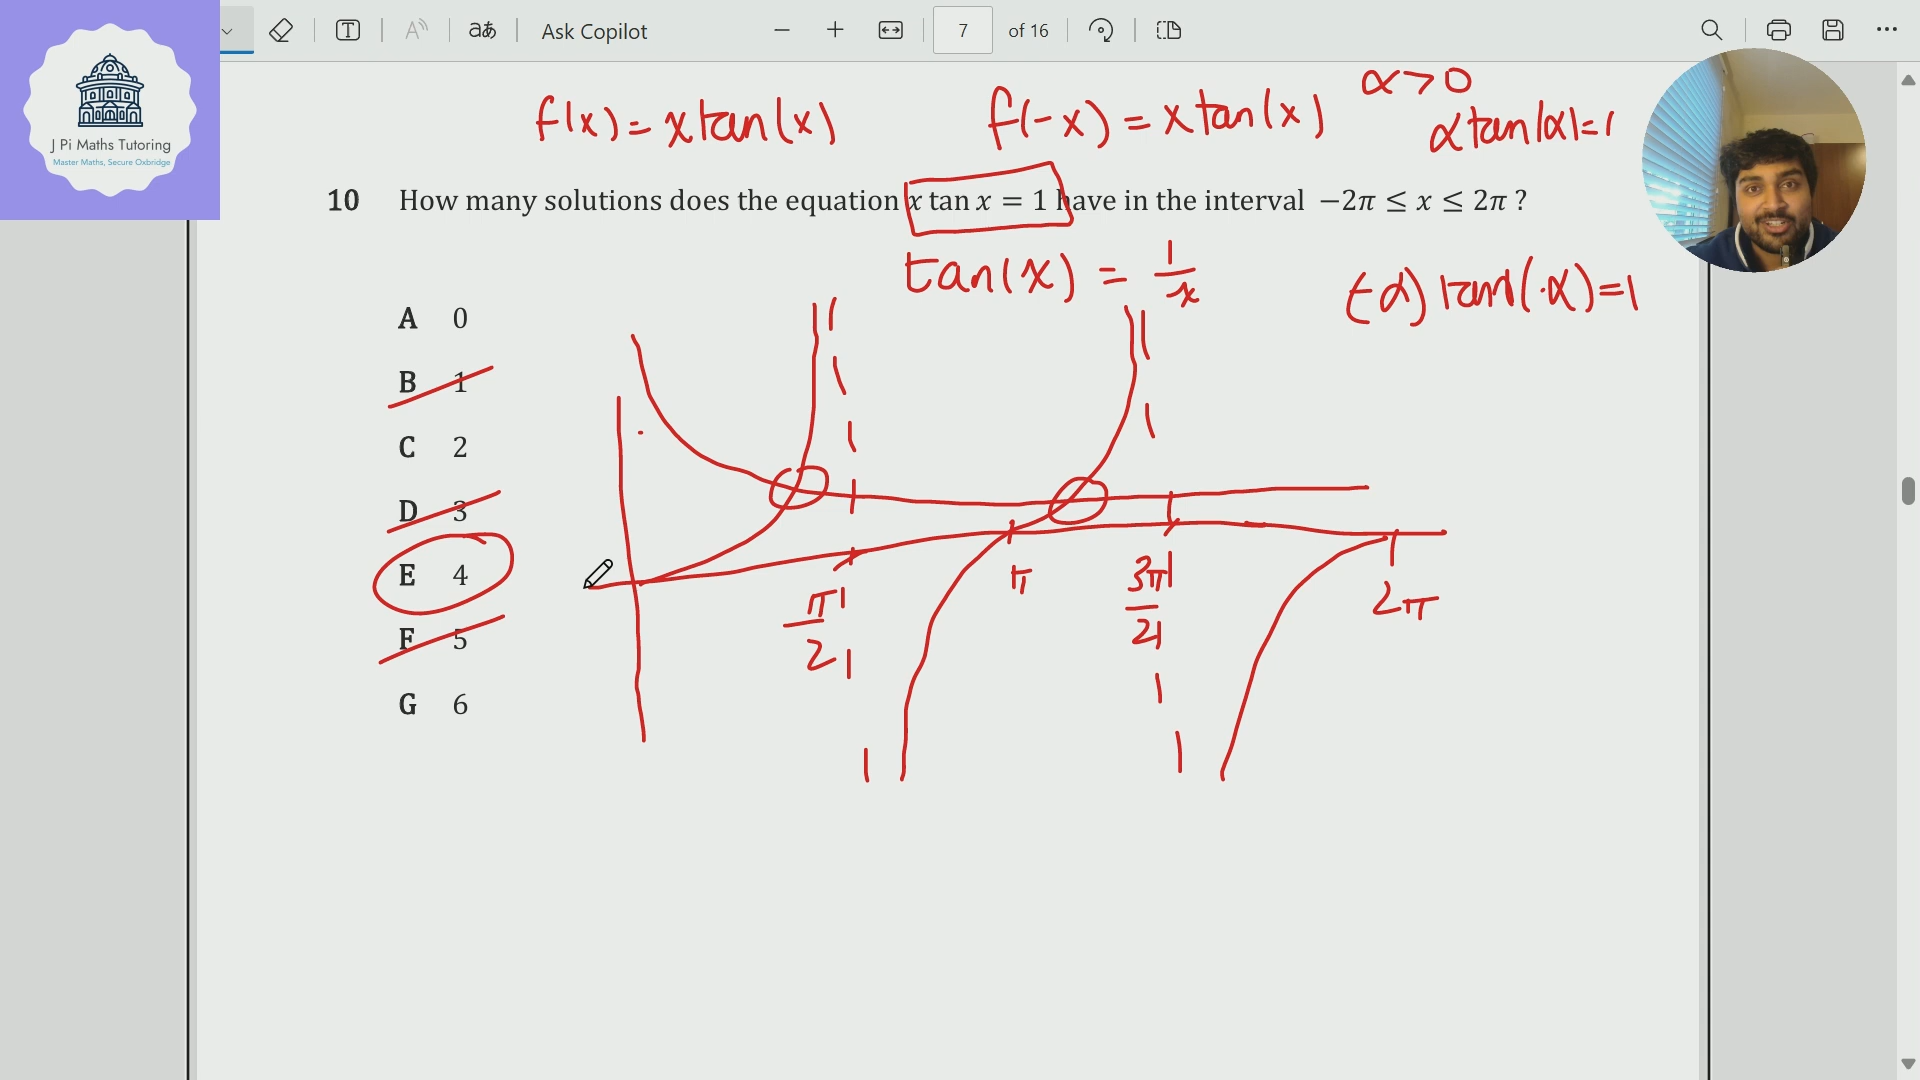 Ask Copilot
7 of 16
J Pi Maths Tutoring
Master Maths, Secure Oxbridge
f(x) = x tan(x)
f(-x) = x tan(x)
α > 0
α tan(α) = 1
10 How many solutions does the equation x tan x = 1 have in the interval −2π ≤ x ≤ 2π ?
tan(x) = 1/x
(-α) tan(-α) = 1
A 0
B 1
C 2
D 3
E 4
F 5
G 6
π/2
π
3π/2
2π